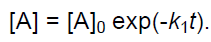 [A] = [A]₀ exp(-k₁t).